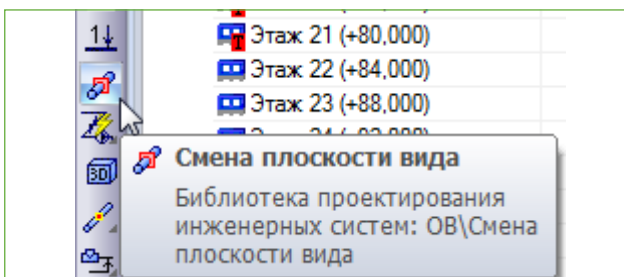 1
Этаж 21 (+80,000)
Этаж 22 (+84,000)
Этаж 23 (+88,000)
3D
Смена плоскости вида
Библиотека проектирования
инженерных систем: ОВ\Смена
плоскости вида